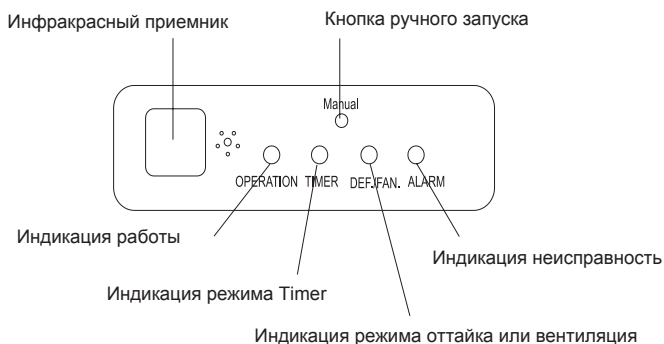 Инфракрасный приемник
Кнопка ручного запуска
Manual
OPERATION TIMER DEF./FAN. ALARM
Индикация работы
Индикация неисправность
Индикация режима Timer
Индикация режима оттайка или вентиляция